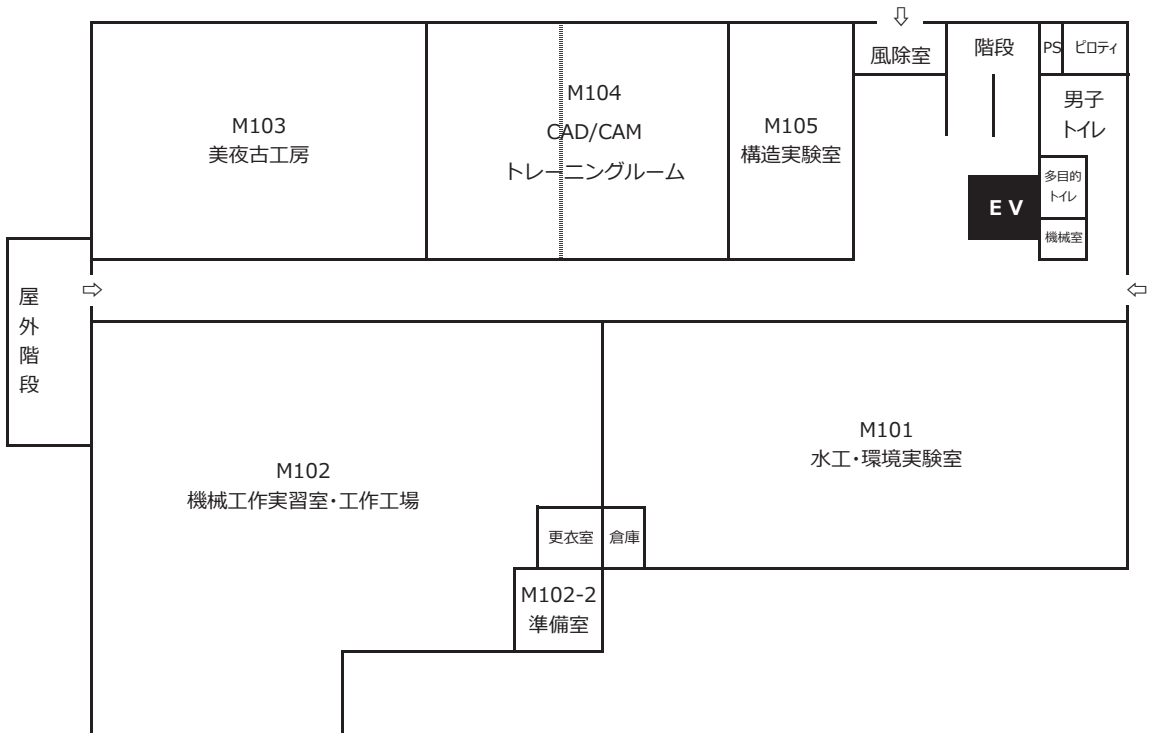 M103
美夜古工房
M104
CAD/CAM
トレーニングルーム
M105
構造実験室
風除室
階段
PS
ピロティ
男子
トイレ
多目的
トイレ
機械室
EV
屋外階段
M102
機械工作実習室・工作工場
M101
水工・環境実験室
更衣室
倉庫
M102-2
準備室